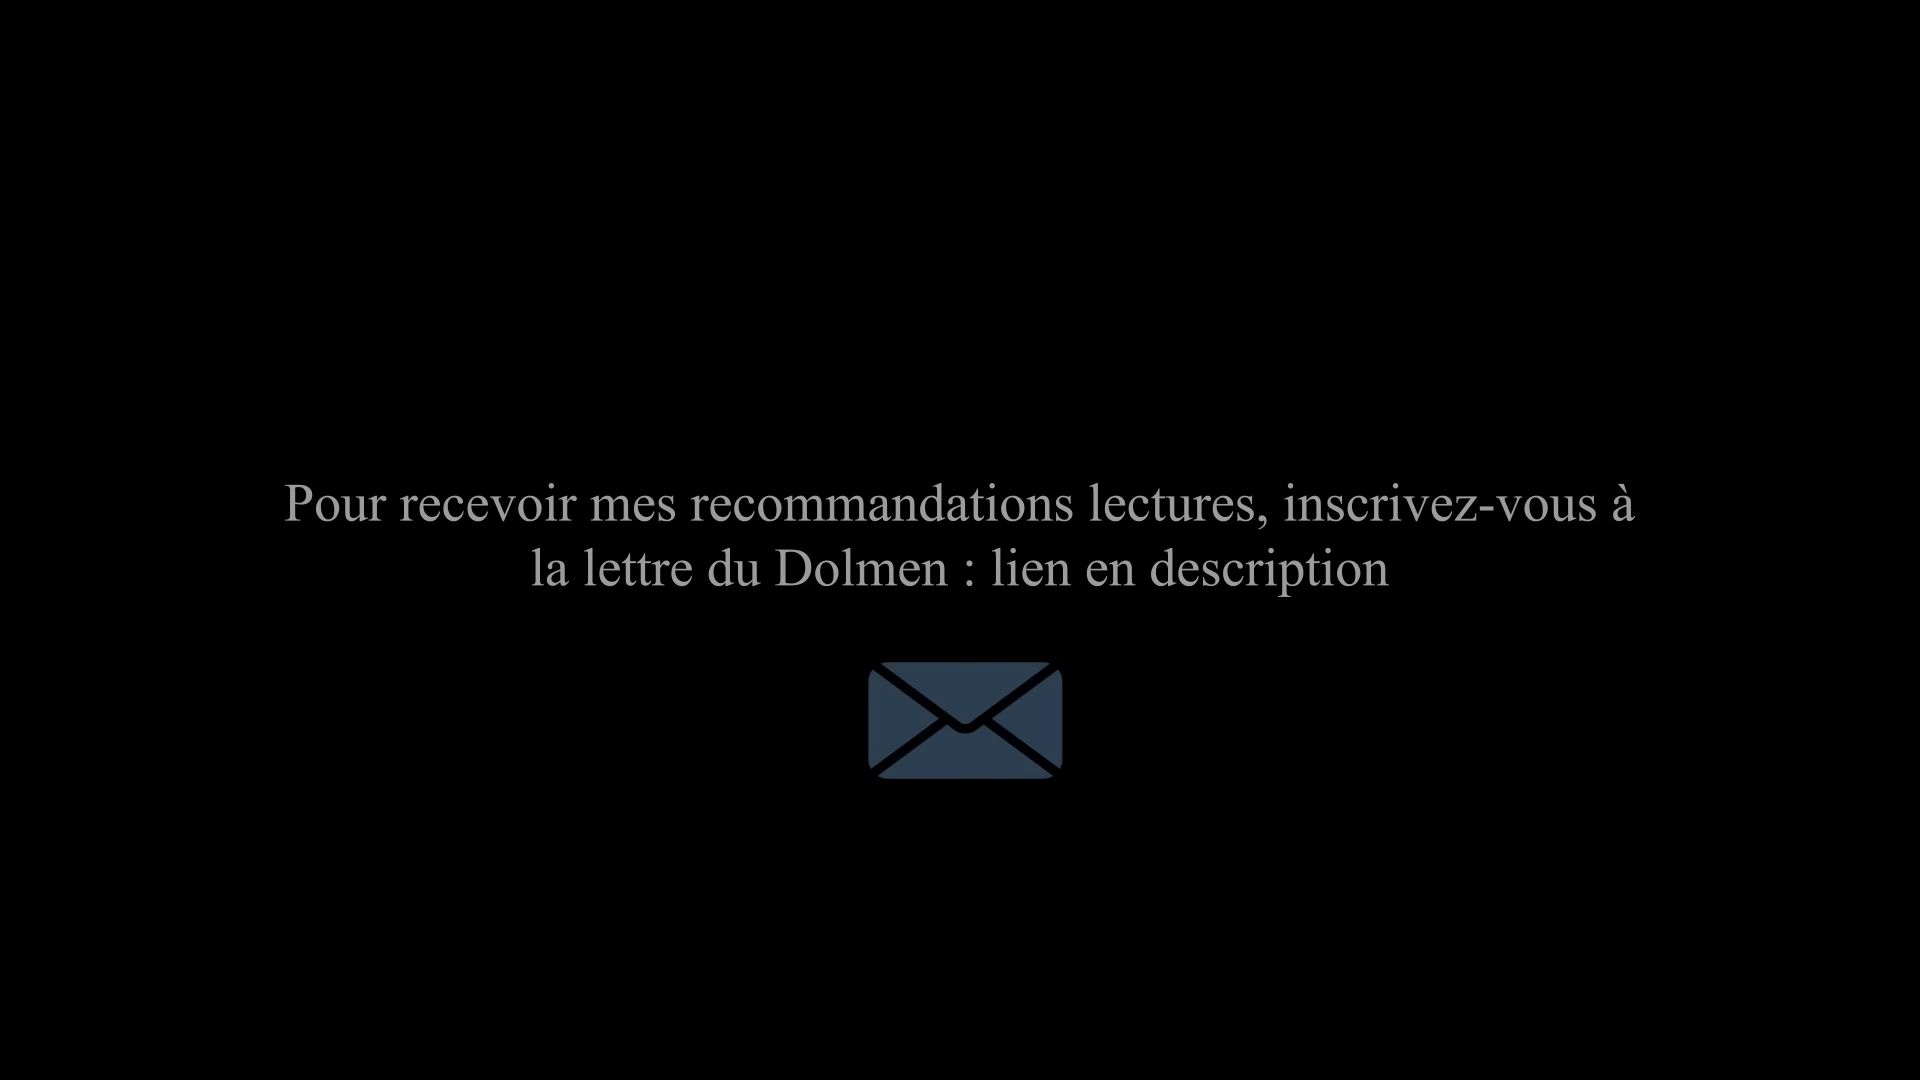 Pour recevoir mes recommandations lectures, inscrivez-vous à
la lettre du Dolmen : lien en description